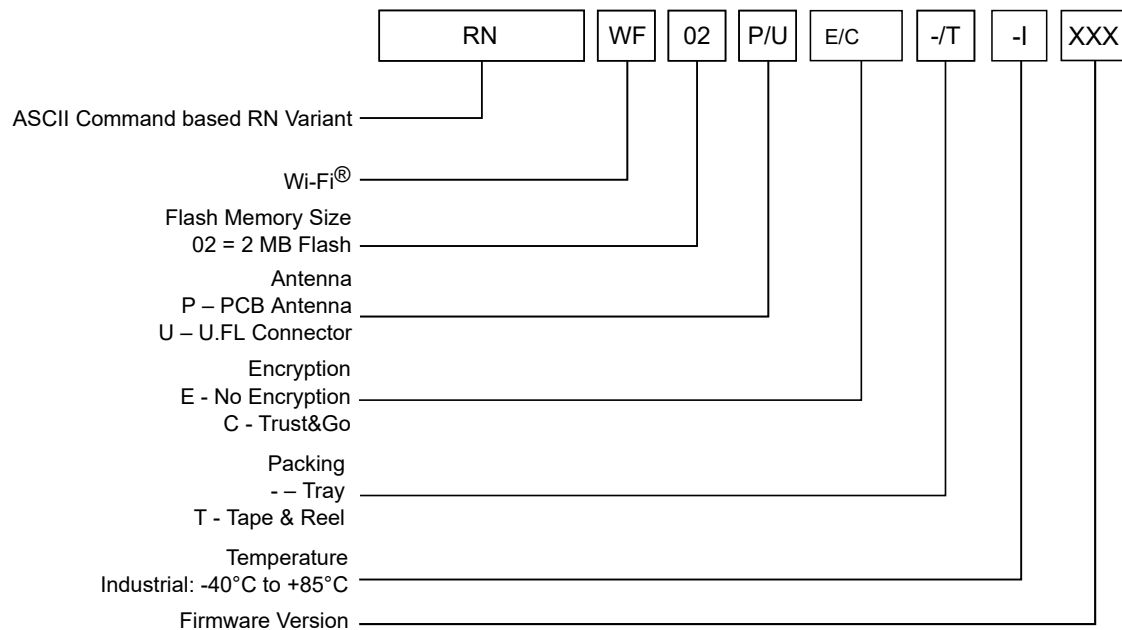 RN WF 02 P/U E/C -/T -I XXX
ASCII Command based RN Variant
Wi-Fi®
Flash Memory Size
02 = 2 MB Flash
Antenna
P – PCB Antenna
U – U.FL Connector
Encryption
E - No Encryption
C - Trust&Go
Packing
- – Tray
T - Tape & Reel
Temperature
Industrial: -40°C to +85°C
Firmware Version